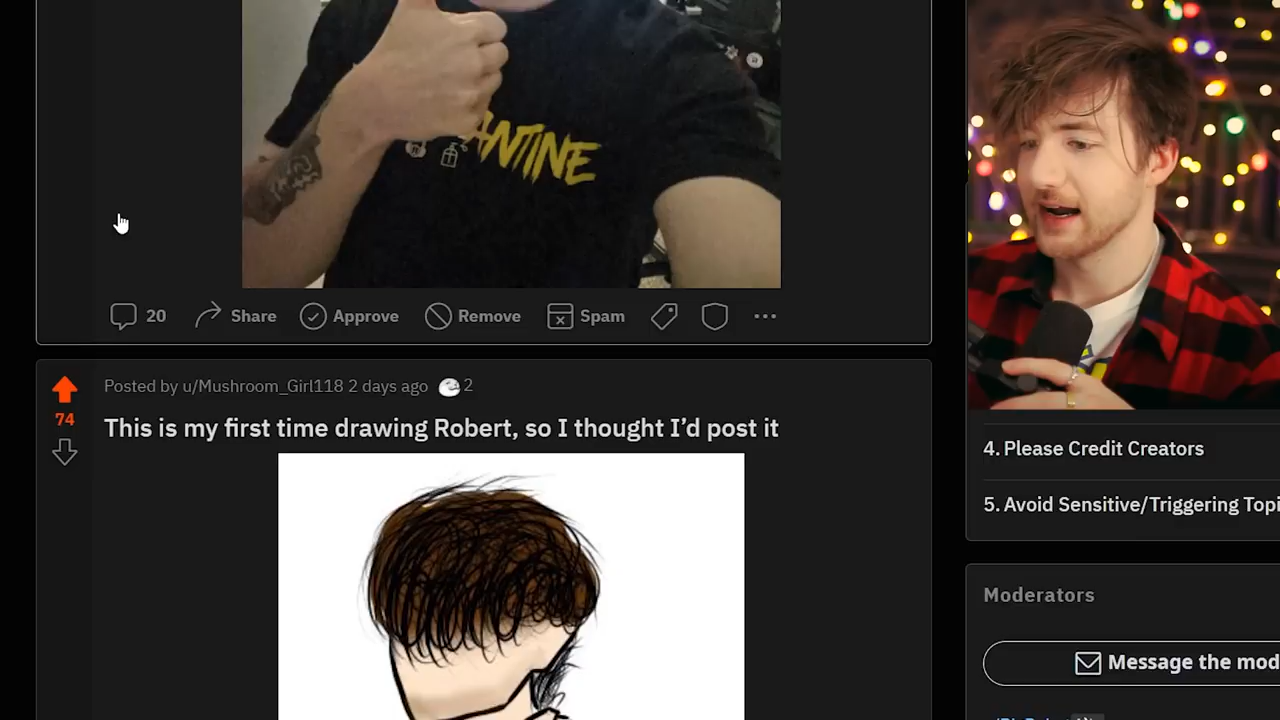 ANTINE
20 Share Approve Remove Spam
Posted by u/Mushroom_Girl118 2 days ago 2
74
This is my first time drawing Robert, so I thought I'd post it
4. Please Credit Creators
5. Avoid Sensitive/Triggering Topi
Moderators
Message the mod